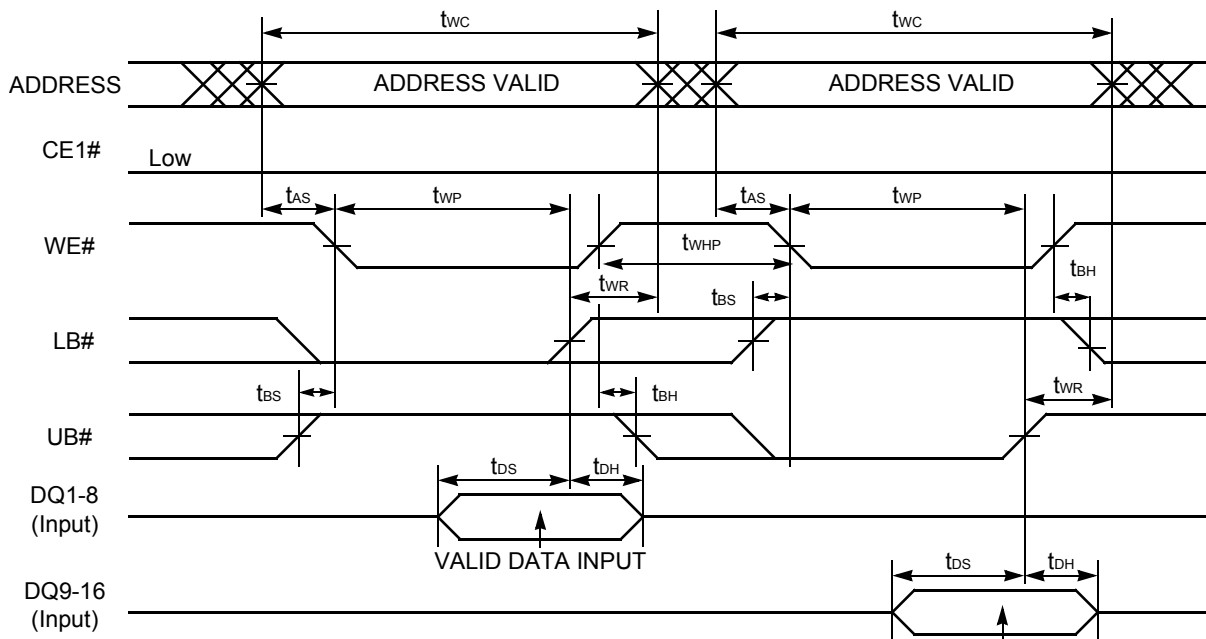 tWC tWC
ADDRESS ADDRESS VALID ADDRESS VALID
CE1# Low
tAS tWP tAS tWP
WE#
tWHP
tBH
tWR
tBS
LB#
tBS tBH tWR
UB#
tDS tDH
DQ1-8
(Input)
VALID DATA INPUT
tDS tDH
DQ9-16
(Input)